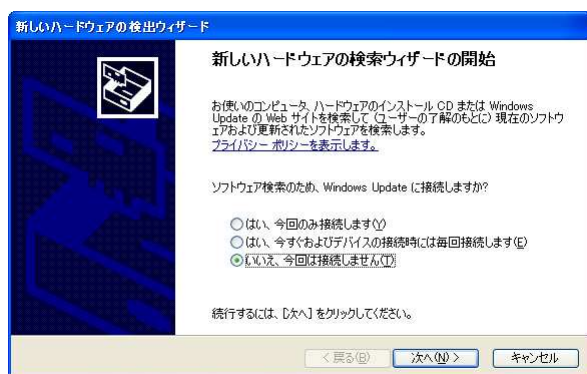 新しいハードウェアの検出ウィザード
新しいハードウェアの検索ウィザードの開始
お使いのコンピュータ、ハードウェアのインストール CD または Windows
Update の Web サイトを検索して (ユーザーの了解のもとに) 現在のソフトウ
ェアおよび更新されたソフトウェアを検索します。
プライバシー ポリシーを表示します。
ソフトウェア検索のため、Windows Update に接続しますか?
はい、今回のみ接続します(Y)
はい、今すぐおよびデバイスの接続時には毎回接続します(E)
いいえ、今回は接続しません(T)
続行するには、[次へ] をクリックしてください。
< 戻る(B)
次へ(N) >
キャンセル